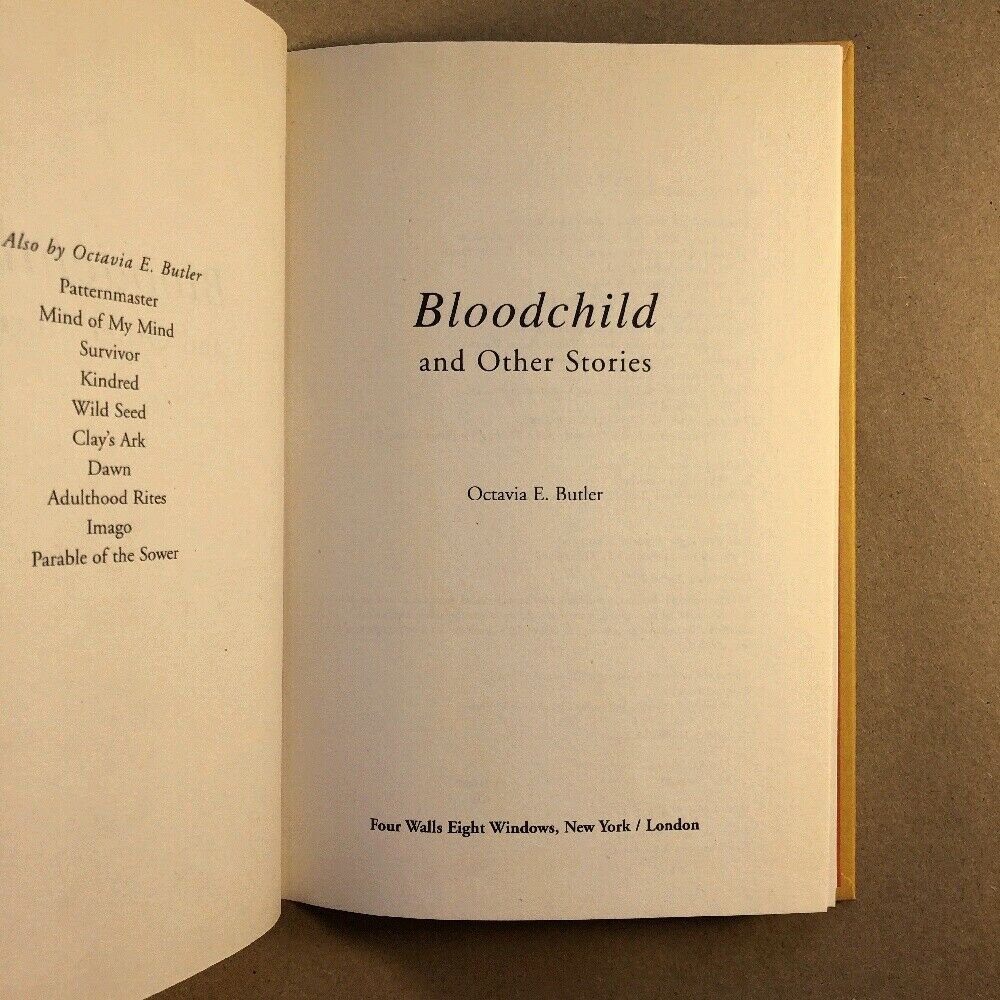 Also by Octavia E. Butler
Patternmaster
Mind of My Mind
Survivor
Kindred
Wild Seed
Clay's Ark
Dawn
Adulthood Rites
Imago
Parable of the Sower
Bloodchild
and Other Stories
Octavia E. Butler
Four Walls Eight Windows, New York / London